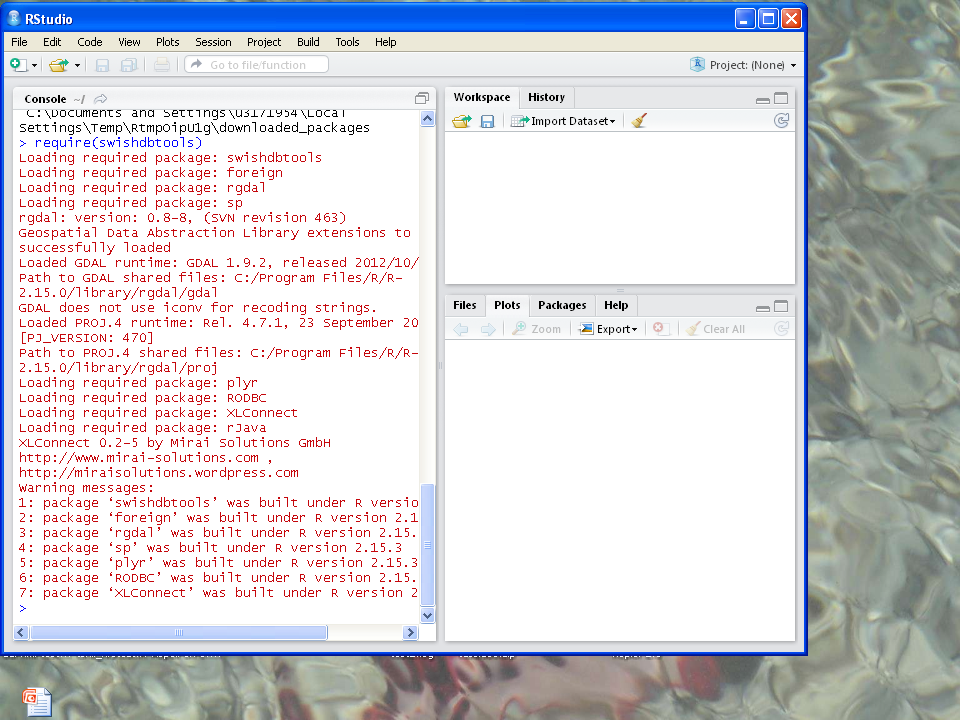 RStudio
File Edit Code View Plots Session Project Build Tools Help
Go to file/function
Project: (None)
Console ~/
C:\Documents and Settings\u3171954\Local
Settings\Temp\RtmpOipU1g\downloaded_packages
> require(swishdbtools)
Loading required package: swishdbtools
Loading required package: foreign
Loading required package: rgdal
Loading required package: sp
rgdal: version: 0.8-8, (SVN revision 463)
Geospatial Data Abstraction Library extensions to
successfully loaded
Loaded GDAL runtime: GDAL 1.9.2, released 2012/10/
Path to GDAL shared files: C:/Program Files/R/R-
2.15.0/library/rgdal/gdal
GDAL does not use iconv for recoding strings.
Loaded PROJ.4 runtime: Rel. 4.7.1, 23 September 20
[PJ_VERSION: 470]
Path to PROJ.4 shared files: C:/Program Files/R/R-
2.15.0/library/rgdal/proj
Loading required package: plyr
Loading required package: RODBC
Loading required package: XLConnect
Loading required package: rJava
XLConnect 0.2-5 by Mirai Solutions GmbH
http://www.mirai-solutions.com ,
http://miraisolutions.wordpress.com
Warning messages:
1: package ‘swishdbtools’ was built under R versio
2: package ‘foreign’ was built under R version 2.1
3: package ‘rgdal’ was built under R version 2.15.
4: package ‘sp’ was built under R version 2.15.3
5: package ‘plyr’ was built under R version 2.15.3
6: package ‘RODBC’ was built under R version 2.15.
7: package ‘XLConnect’ was built under R version 2
>
Workspace History
Import Dataset
Files Plots Packages Help
Zoom Export Clear All